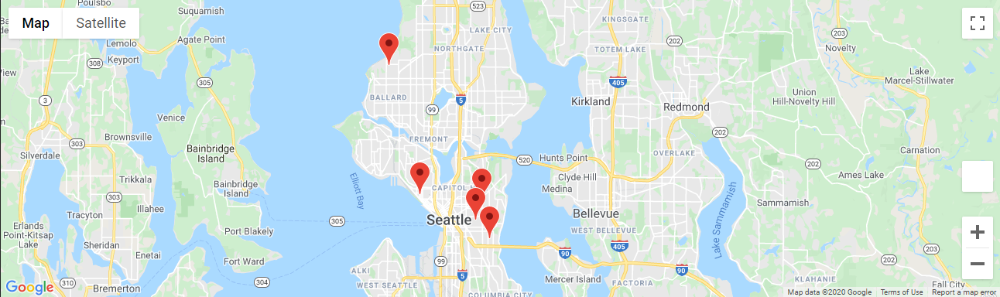 Poulsbo
Suquamish
523
KINGSGATE
Map
Satellite
LAKE CITY
202
203
Agate Point
Lemolo
Novelty
NORTHGATE
TOTEM LAKE
Keyport
308
View
305
405
Lake
Marcel-Stillwater
BALLARD
5
Kirkland
Union
Hill-Novelty Hill
3
99
Redmond
Venice
202
Brownsville
303
FREMONT
Bainbridge
Island
Carnation
Silverdale
OVERLAKE
520
Hunts Point
202
Trikkala
Elliott Bay
Clyde Hill
Ames Lake
Bainbridge
Island
CAPITOL H
Medina
303
Illahee
Sammamish
Tracyton
305
Seattle
Bellevue
Lake Sammamish
Erlands
Point-Kitsap
Lake
Port Blakely
WEST BELLEVUE
Sheridan
405
203
Enetai
90
Fort Ward
99
202
ALKI
5
90
WEST SEATTLE
Mercer Island
KLAHANIE
Google
310
304
FACTORIA
Fall City
Bremerton
COLUMBIA CITY
Map data ©2020 Google
Terms of Use
Report a map error